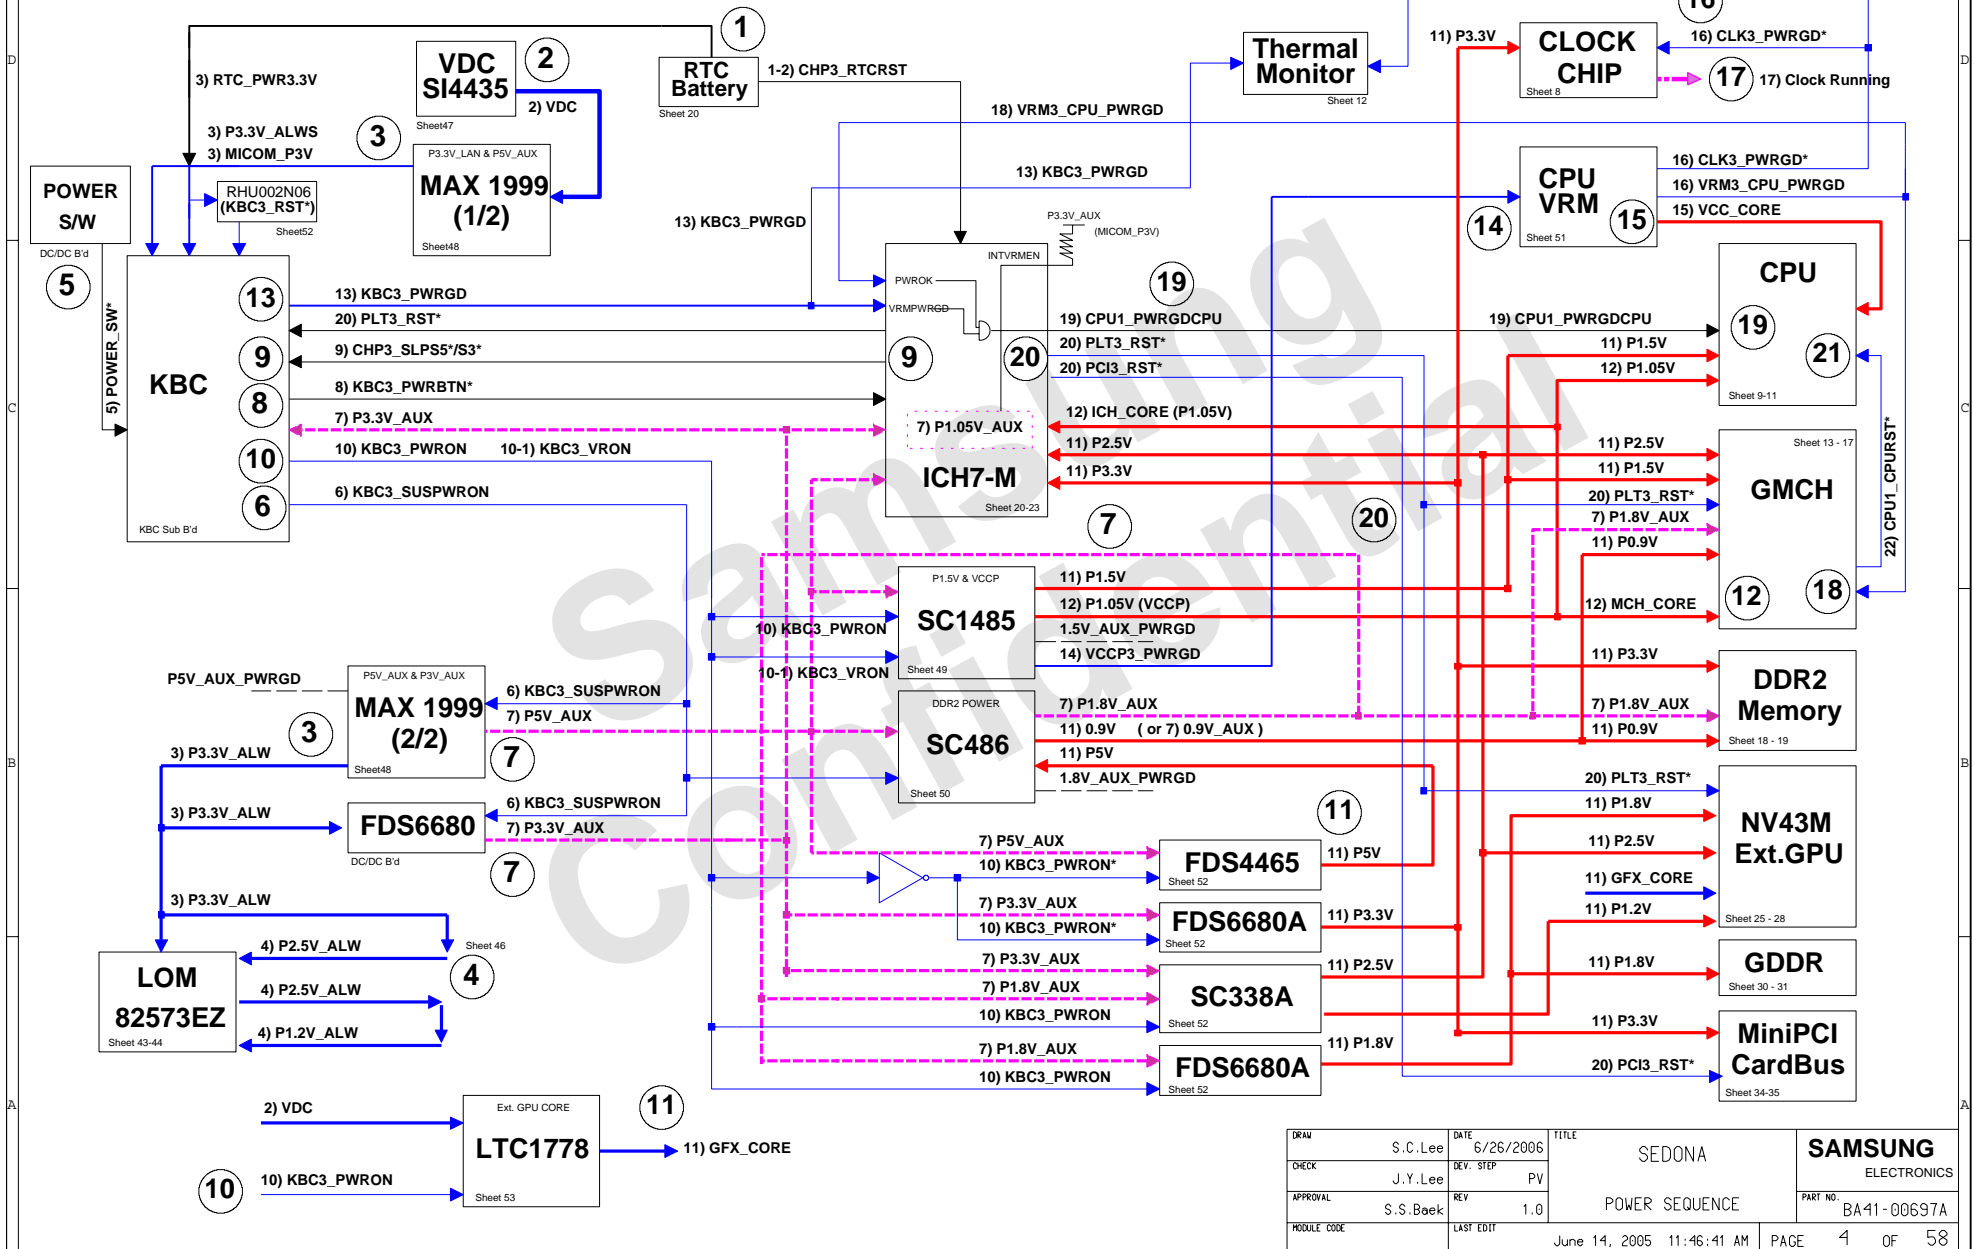 D
C
B
A
D
C
B
A
Samsung
Confidential
1
2
3
5
16
17
RTC
Battery
Sheet 20
1-2) CHP3_RTCRST
3) RTC_PWR3.3V
VDC
SI4435
Sheet47
2) VDC
3) P3.3V_ALWS
3) MICOM_P3V
P3.3V_LAN & P5V_AUX
MAX 1999
(1/2)
Sheet48
RHU002N06
(KBC3_RST*)
Sheet52
POWER
S/W
DC/DC B'd
5) POWER_SW*
Thermal
Monitor
Sheet 12
18) VRM3_CPU_PWRGD
13) KBC3_PWRGD
13) KBC3_PWRGD
11) P3.3V
CLOCK
CHIP
Sheet 8
16) CLK3_PWRGD*
17) Clock Running
CPU
VRM
Sheet 51
14
15
16) CLK3_PWRGD*
16) VRM3_CPU_PWRGD
15) VCC_CORE
KBC
KBC Sub B'd
13
9
8
10
6
13) KBC3_PWRGD
20) PLT3_RST*
9) CHP3_SLPS5*/S3*
8) KBC3_PWRBTN*
7) P3.3V_AUX
10) KBC3_PWRON
10-1) KBC3_VRON
6) KBC3_SUSPWRON
P3.3V_AUX
(MICOM_P3V)
INTVRMEN
PWROK
VRMPWRGD
9
20
7) P1.05V_AUX
ICH7-M
Sheet 20-23
19
19) CPU1_PWRGDCPU
20) PLT3_RST*
20) PCI3_RST*
12) ICH_CORE (P1.05V)
11) P2.5V
11) P3.3V
7
20
CPU
19
21
Sheet 9-11
19) CPU1_PWRGDCPU
11) P1.5V
12) P1.05V
22) CPU1_CPURST*
Sheet 13 - 17
GMCH
12
18
11) P2.5V
11) P1.5V
20) PLT3_RST*
7) P1.8V_AUX
11) P0.9V
12) MCH_CORE
P1.5V & VCCP
SC1485
Sheet 49
10) KBC3_PWRON
10-1) KBC3_VRON
11) P1.5V
12) P1.05V (VCCP)
1.5V_AUX_PWRGD
14) VCCP3_PWRGD
DDR2 POWER
SC486
Sheet 50
7) P1.8V_AUX
11) 0.9V ( or 7) 0.9V_AUX )
11) P5V
1.8V_AUX_PWRGD
11) P3.3V
7) P1.8V_AUX
11) P0.9V
DDR2
Memory
Sheet 18 - 19
P5V_AUX_PWRGD
3
P5V_AUX & P3V_AUX
MAX 1999
(2/2)
Sheet48
6) KBC3_SUSPWRON
7) P5V_AUX
7
3) P3.3V_ALW
3) P3.3V_ALW
FDS6680
DC/DC B'd
6) KBC3_SUSPWRON
7) P3.3V_AUX
7
3) P3.3V_ALW
4) P2.5V_ALW
Sheet 46
4
LOM
82573EZ
Sheet 43-44
4) P2.5V_ALW
4) P1.2V_ALW
11
7) P5V_AUX
10) KBC3_PWRON*
FDS4465
Sheet 52
11) P5V
7) P3.3V_AUX
10) KBC3_PWRON*
FDS6680A
Sheet 52
11) P3.3V
7) P3.3V_AUX
7) P1.8V_AUX
10) KBC3_PWRON
SC338A
Sheet 52
11) P2.5V
7) P1.8V_AUX
10) KBC3_PWRON
FDS6680A
Sheet 52
11) P1.8V
20) PLT3_RST*
11) P1.8V
11) P2.5V
11) GFX_CORE
11) P1.2V
NV43M
Ext.GPU
Sheet 25 - 28
11) P1.8V
GDDR
Sheet 30 - 31
11) P3.3V
20) PCI3_RST*
MiniPCI
CardBus
Sheet 34-35
2) VDC
10
10) KBC3_PWRON
Ext. GPU CORE
LTC1778
Sheet 53
11
11) GFX_CORE
DRAW S.C.Lee
DATE 6/26/2006
TITLE SEDONA
SAMSUNG
ELECTRONICS
CHECK J.Y.Lee
DEV. STEP PV
APPROVAL S.S.Baek
REV 1.0
POWER SEQUENCE
PART NO. BA41-00697A
MODULE CODE
LAST EDIT June 14, 2005 11:46:41 AM
PAGE 4 OF 58